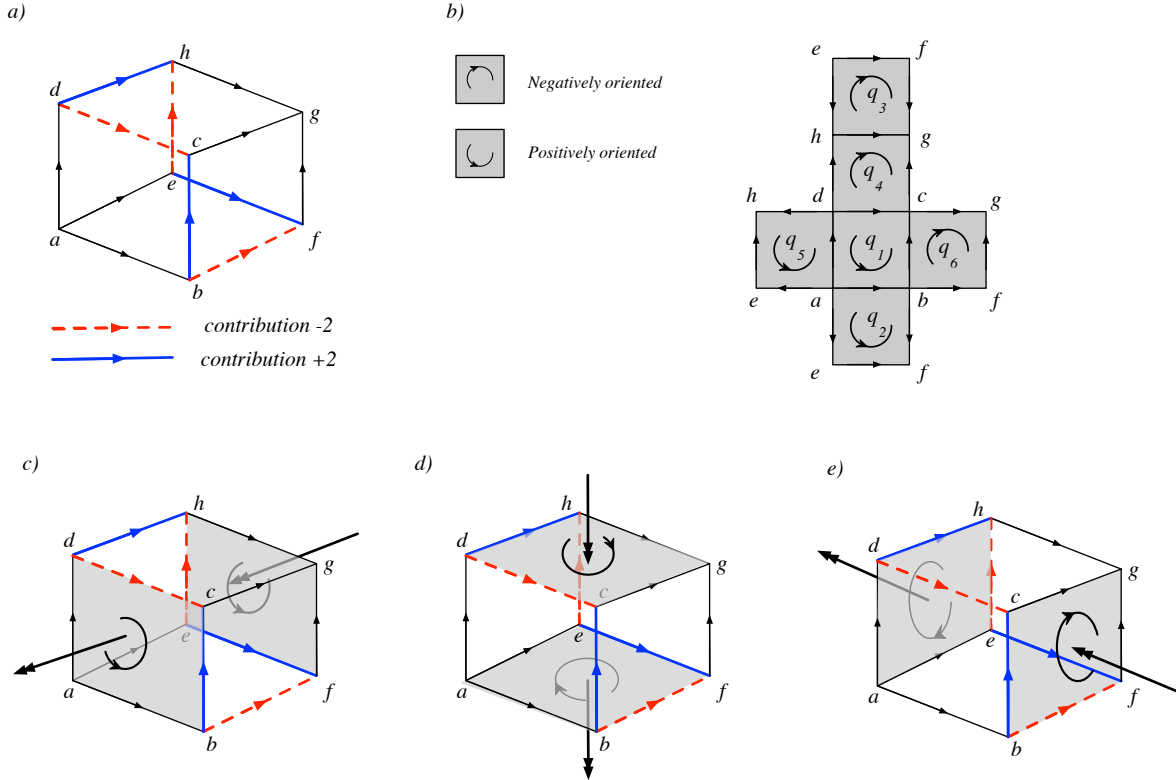 a)
h
d
g
c
e
a
f
b
contribution -2
contribution +2
b)
Negatively oriented
Positively oriented
e f
q3
h g
q4
h d c g
q5 q1 q6
e a b f
q2
e f
c)
h
d
g
c
e
a
f
b
d)
h
d
g
c
e
a
f
b
e)
h
d
g
c
e
a
f
b